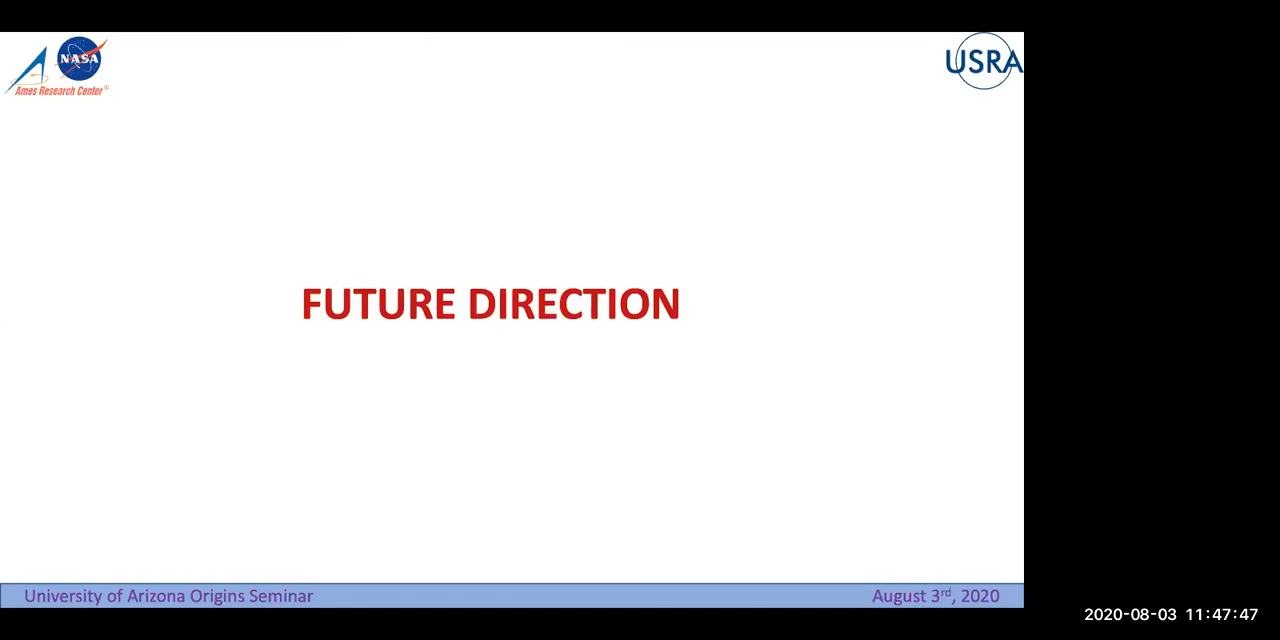 NASA
Ames Research Center
USRA
FUTURE DIRECTION
University of Arizona Origins Seminar
August 3rd, 2020
2020-08-03 11:47:47